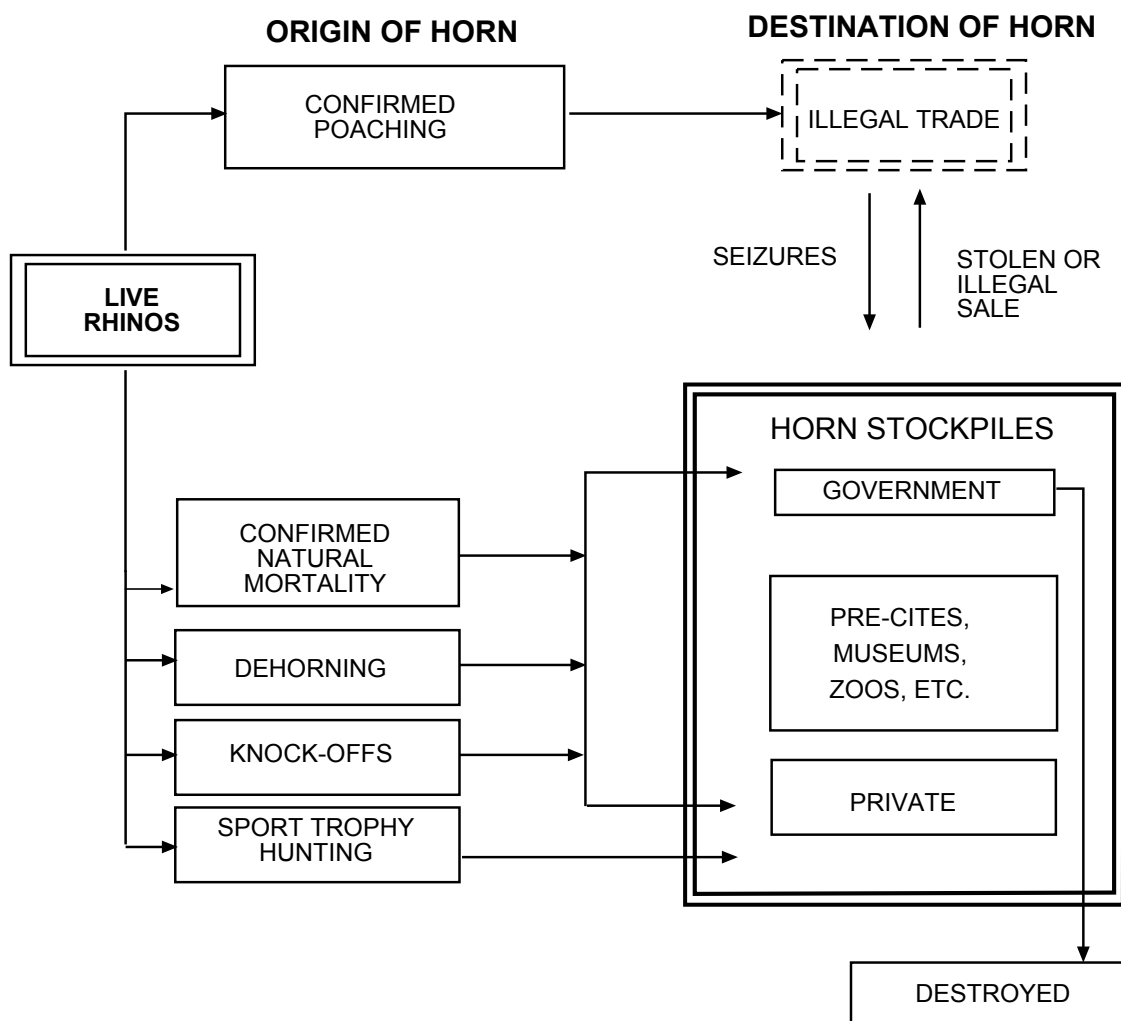 ORIGIN OF HORN
DESTINATION OF HORN
CONFIRMED
POACHING
ILLEGAL TRADE
SEIZURES
STOLEN OR
ILLEGAL
SALE
LIVE
RHINOS
HORN STOCKPILES
GOVERNMENT
CONFIRMED
NATURAL
MORTALITY
PRE-CITES,
MUSEUMS,
ZOOS, ETC.
DEHORNING
KNOCK-OFFS
PRIVATE
SPORT TROPHY
HUNTING
DESTROYED